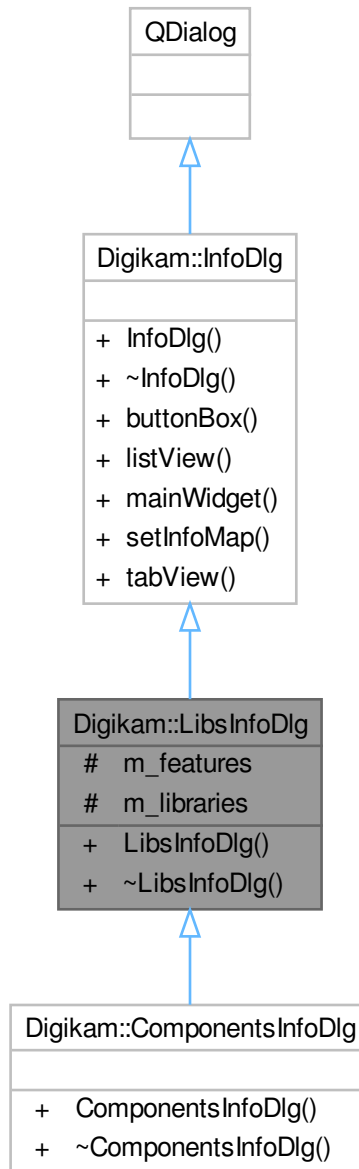 QDialog
Digikam::InfoDlg
+ InfoDlg()
+ ~InfoDlg()
+ buttonBox()
+ listView()
+ mainWidget()
+ setInfoMap()
+ tabView()
Digikam::LibsInfoDlg
# m_features
# m_libraries
+ LibsInfoDlg()
+ ~LibsInfoDlg()
Digikam::ComponentsInfoDlg
+ ComponentsInfoDlg()
+ ~ComponentsInfoDlg()